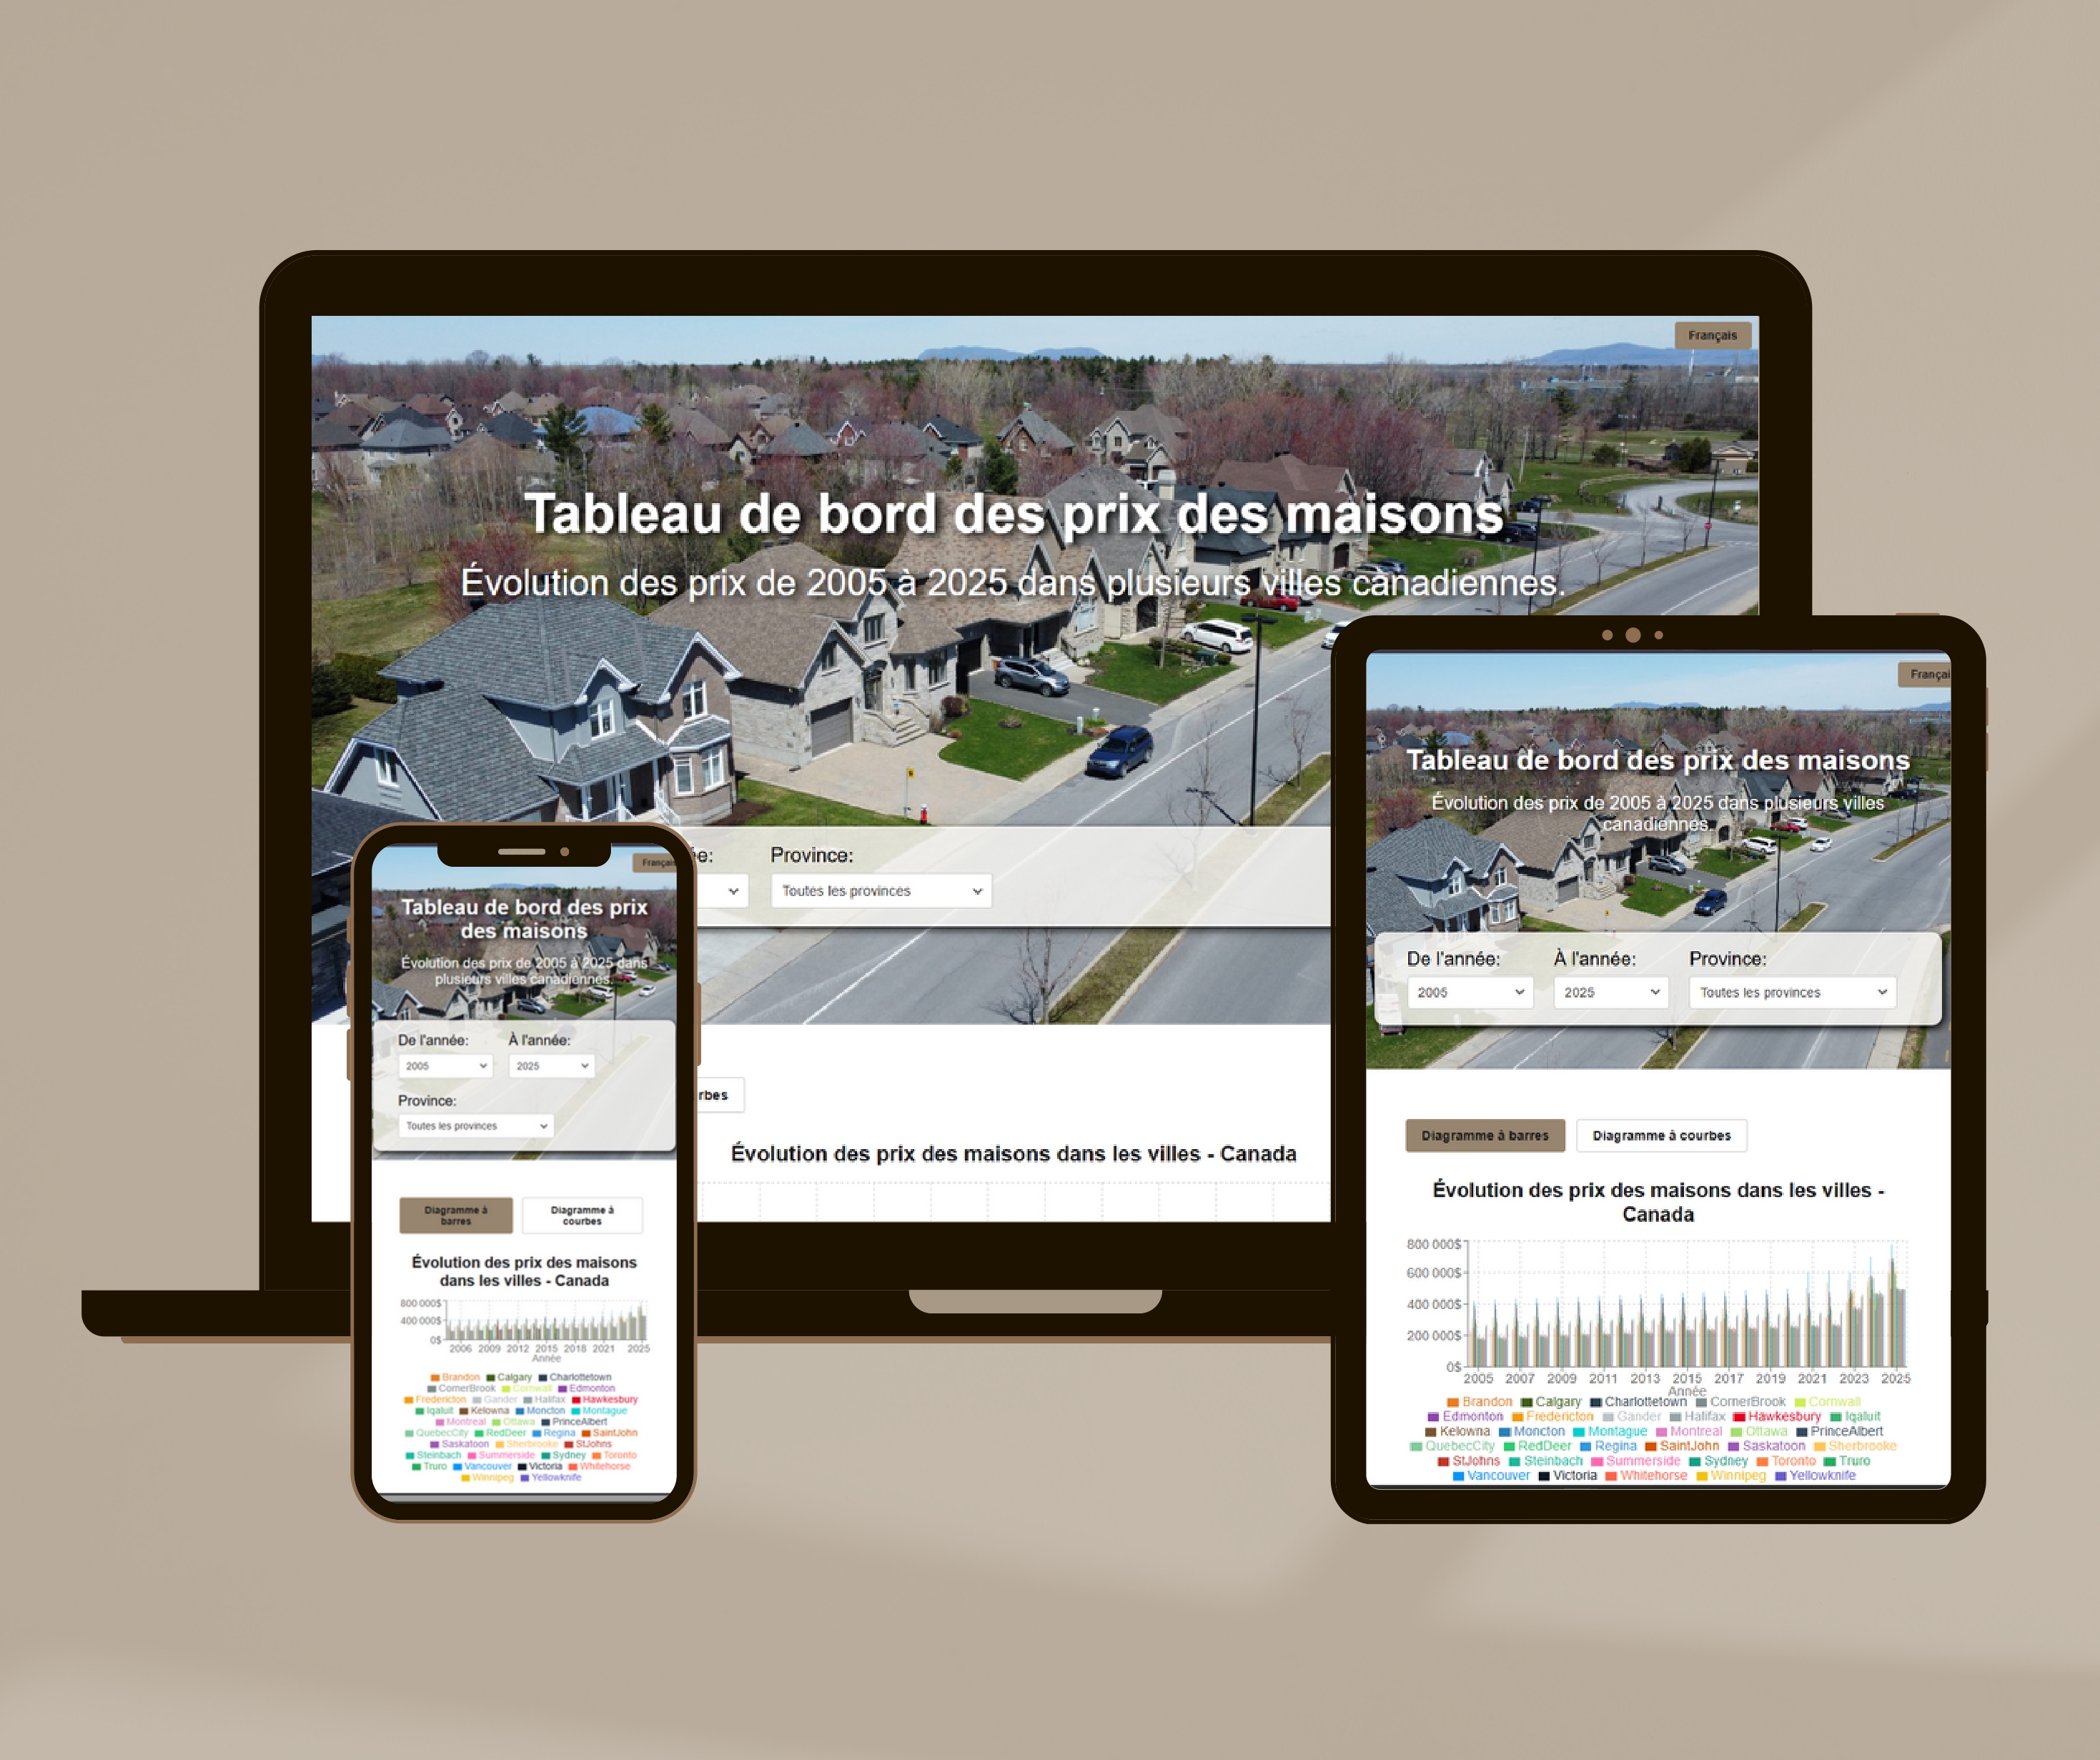 Français
Tableau de bord des prix des maisons
Évolution des prix de 2005 à 2025 dans plusieurs villes canadiennes.
Province:
Toutes les provinces
Évolution des prix des maisons dans les villes - Canada
Tableau de bord des prix
des maisons
Évolution des prix de 2005 à 2025 dans
plusieurs villes canadiennes.
De l'année: À l'année:
2005 2025
Province:
Toutes les provinces
Diagramme à
barres
Diagramme à
courbes
Évolution des prix des maisons
dans les villes - Canada
800 000$
400 000$
0$
2006 2009 2012 2015 2018 2021 2025
Année
Brandon Calgary Charlottetown
CornerBrook Cornwall Edmonton
Fredericton Gander Halifax Hawkesbury
Iqaluit Kelowna Moncton Montague
Montreal Ottawa PrinceAlbert
QuebecCity RedDeer Regina SaintJohn
Saskatoon Sherbrooke StJohns
Steinbach Summerside Sydney Toronto
Truro Vancouver Victoria Whitehorse
Winnipeg Yellowknife
Tableau de bord des prix des maisons
Évolution des prix de 2005 à 2025 dans plusieurs villes
canadiennes.
De l'année: À l'année: Province:
2005 2025 Toutes les provinces
Diagramme à barres Diagramme à courbes
Évolution des prix des maisons dans les villes -
Canada
800 000$
600 000$
400 000$
200 000$
0$
2005 2007 2009 2011 2013 2015 2017 2019 2021 2023 2025
Année
Brandon Calgary Charlottetown CornerBrook Cornwall
Edmonton Fredericton Gander Halifax Hawkesbury Iqaluit
Kelowna Moncton Montague Montreal Ottawa PrinceAlbert
QuebecCity RedDeer Regina SaintJohn Saskatoon Sherbrooke
StJohns Steinbach Summerside Sydney Toronto Truro
Vancouver Victoria Whitehorse Winnipeg Yellowknife